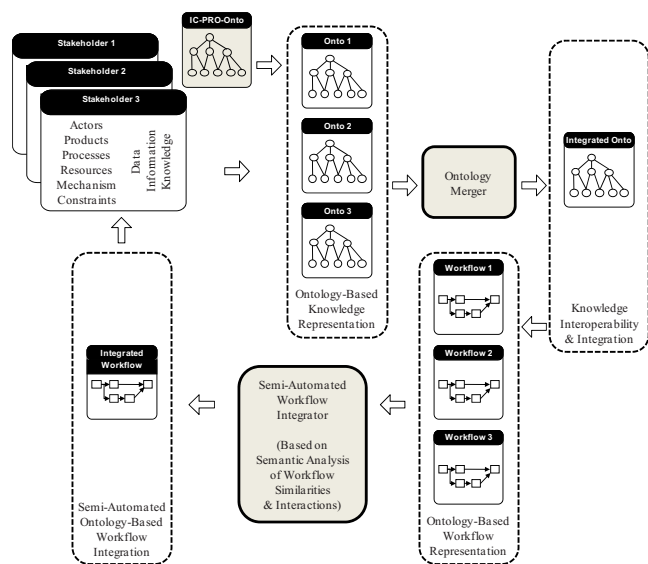 IC-PRO-Onto
Stakeholder 1
Stakeholder 2
Stakeholder 3
Actors
Products
Processes
Resources
Mechanism
Constraints
Data
Information
Knowledge
Onto 1
Onto 2
Onto 3
Ontology-Based
Knowledge
Representation
Ontology
Merger
Integrated Onto
Knowledge
Interoperability
& Integration
Workflow 1
Workflow 2
Workflow 3
Ontology-Based
Workflow
Representation
Semi-Automated
Workflow
Integrator
(Based on
Semantic Analysis
of Workflow
Similarities
& Interactions)
Integrated
Workflow
Semi-Automated
Ontology-Based
Workflow
Integration